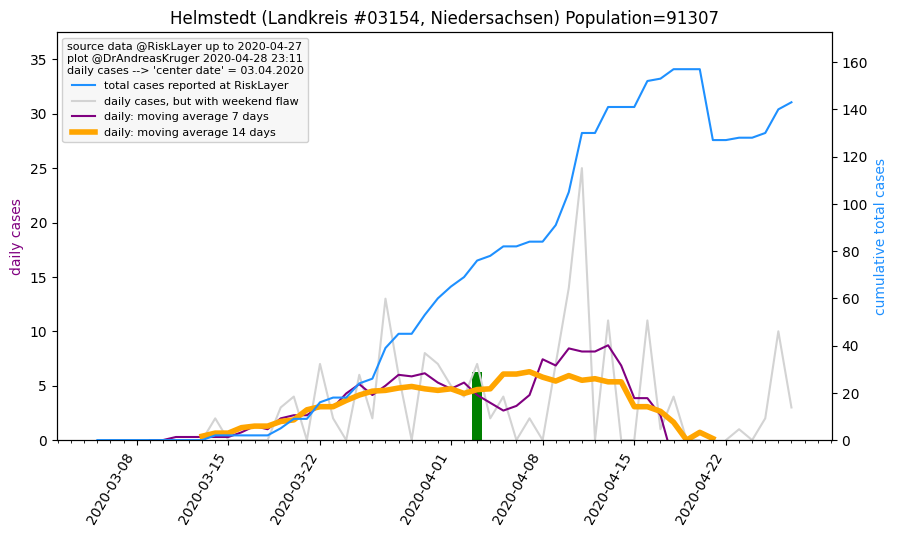 Helmstedt (Landkreis #03154, Niedersachsen) Population=91307
source data @RiskLayer up to 2020-04-27
plot @DrAndreasKruger 2020-04-28 23:11
daily cases --> 'center date' = 03.04.2020
total cases reported at RiskLayer
daily cases, but with weekend flaw
daily: moving average 7 days
daily: moving average 14 days
daily cases
35
30
25
20
15
10
5
0
cumulative total cases
160
140
120
100
80
60
40
20
0
2020-03-08
2020-03-15
2020-03-22
2020-04-01
2020-04-08
2020-04-15
2020-04-22